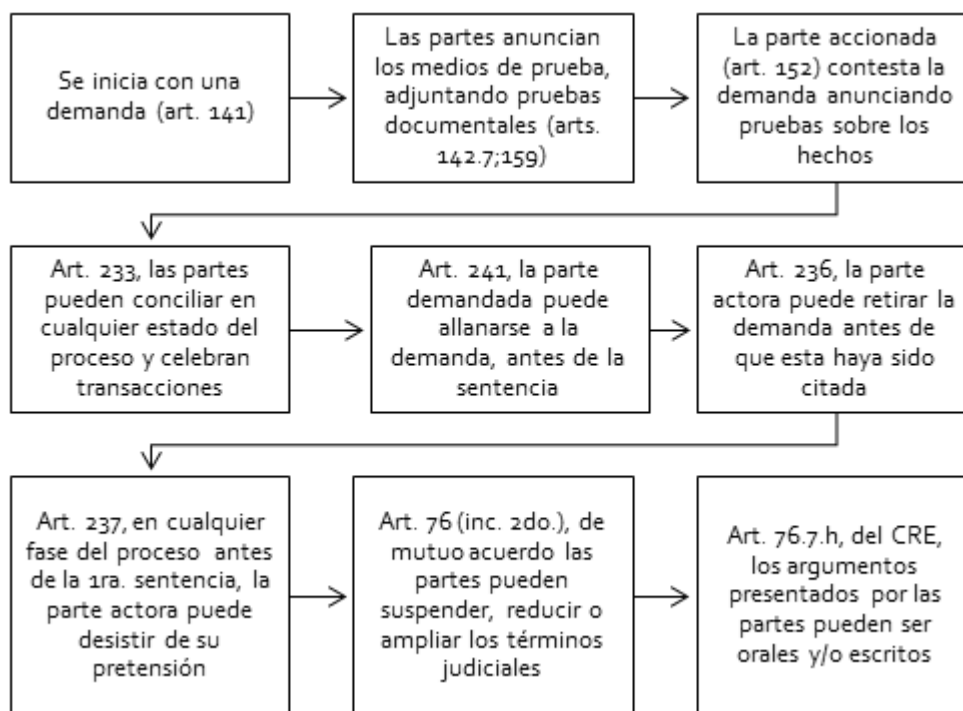 Se inicia con una
demanda (art. 141)
Las partes anuncian
los medios de prueba,
adjuntando pruebas
documentales (arts.
142.7;159)
La parte accionada
(art. 152) contesta la
demanda anunciando
pruebas sobre los
hechos
Art. 233, las partes
pueden conciliar en
cualquier estado del
proceso y celebran
transacciones
Art. 241, la parte
demandada puede
allanarse a la
demanda, antes de la
sentencia
Art. 236, la parte
actora puede retirar la
demanda antes de
que esta haya sido
citada
Art. 237, en cualquier
fase del proceso antes
de la 1ra. sentencia, la
parte actora puede
desistir de su
pretensión
Art. 76 (inc. 2do.), de
mutuo acuerdo las
partes pueden
suspender, reducir o
ampliar los términos
judiciales
Art. 76.7.h, del CRE,
los argumentos
presentados por las
partes pueden ser
orales y/o escritos